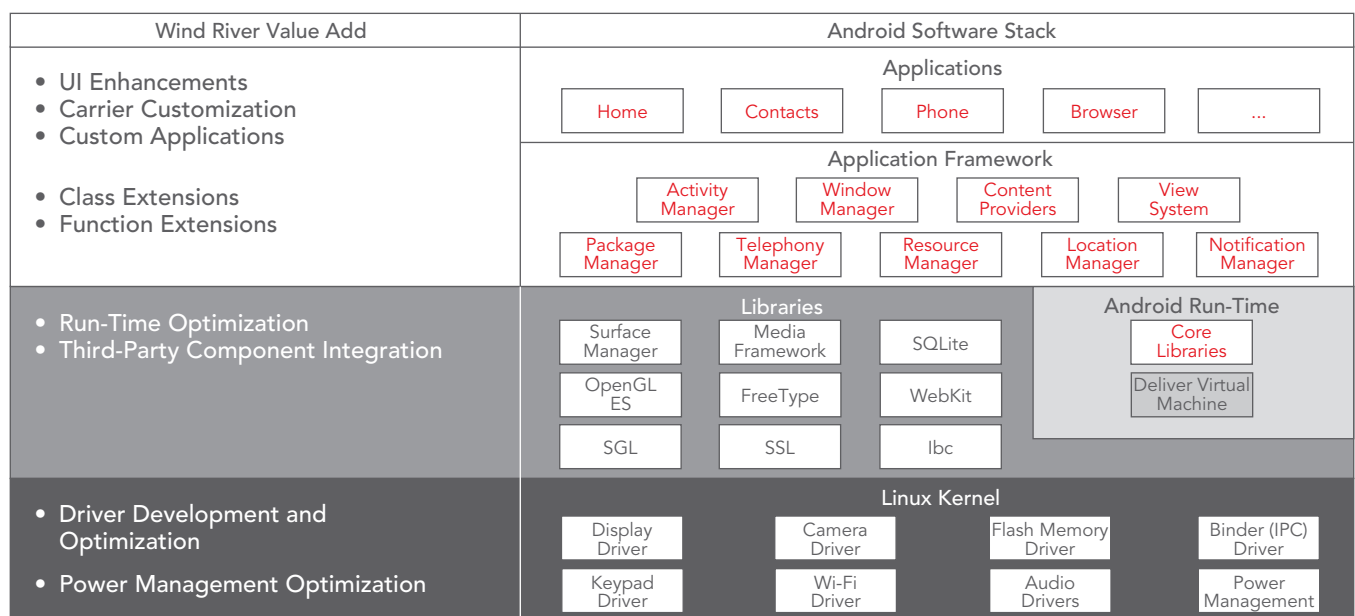 Wind River Value Add
Android Software Stack
• UI Enhancements
• Carrier Customization
• Custom Applications
• Class Extensions
• Function Extensions
Applications
Home
Contacts
Phone
Browser
...
Application Framework
Activity
Manager
Window
Manager
Content
Providers
View
System
Package
Manager
Telephony
Manager
Resource
Manager
Location
Manager
Notification
Manager
• Run-Time Optimization
• Third-Party Component Integration
Libraries
Surface
Manager
Media
Framework
SQLite
OpenGL
ES
FreeType
WebKit
SGL
SSL
Ibc
Android Run-Time
Core
Libraries
Deliver Virtual
Machine
• Driver Development and
Optimization
• Power Management Optimization
Linux Kernel
Display
Driver
Camera
Driver
Flash Memory
Driver
Binder (IPC)
Driver
Keypad
Driver
Wi-Fi
Driver
Audio
Drivers
Power
Management